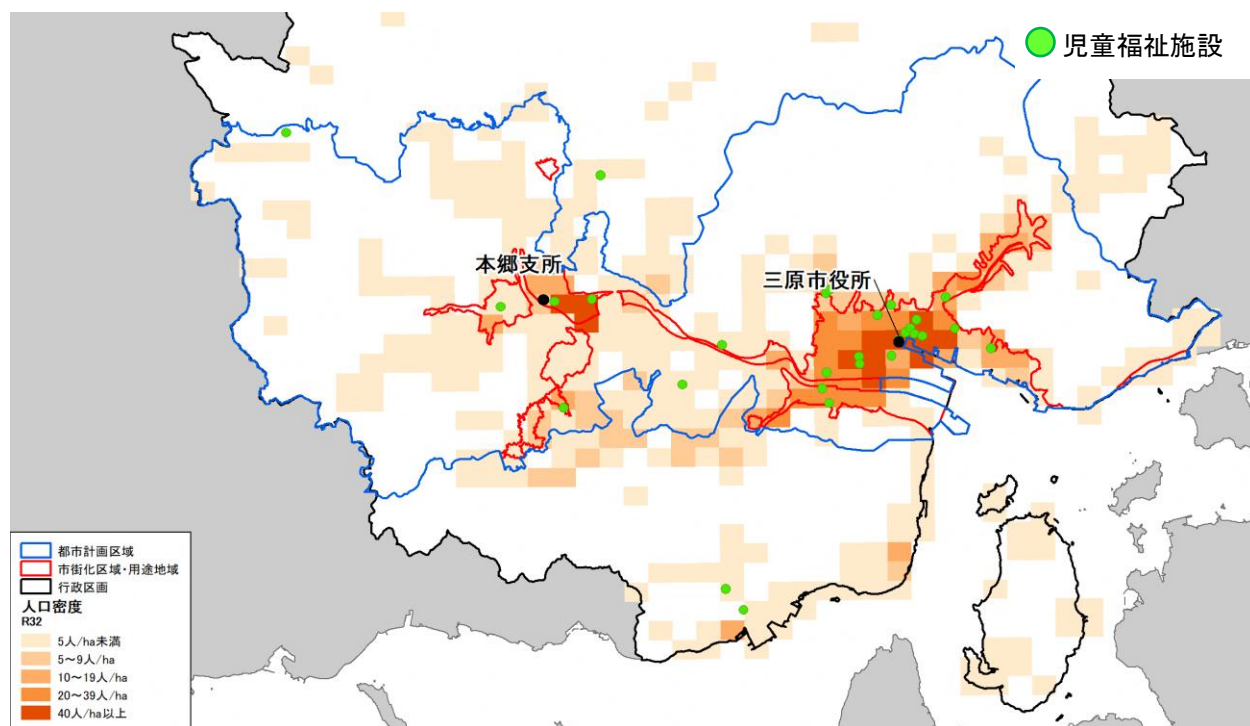 児童福祉施設
本郷支所
三原市役所
都市計画区域
市街化区域・用途地域
行政区画
人口密度
R32
5人/ha未満
5～9人/ha
10～19人/ha
20～39人/ha
40人/ha以上